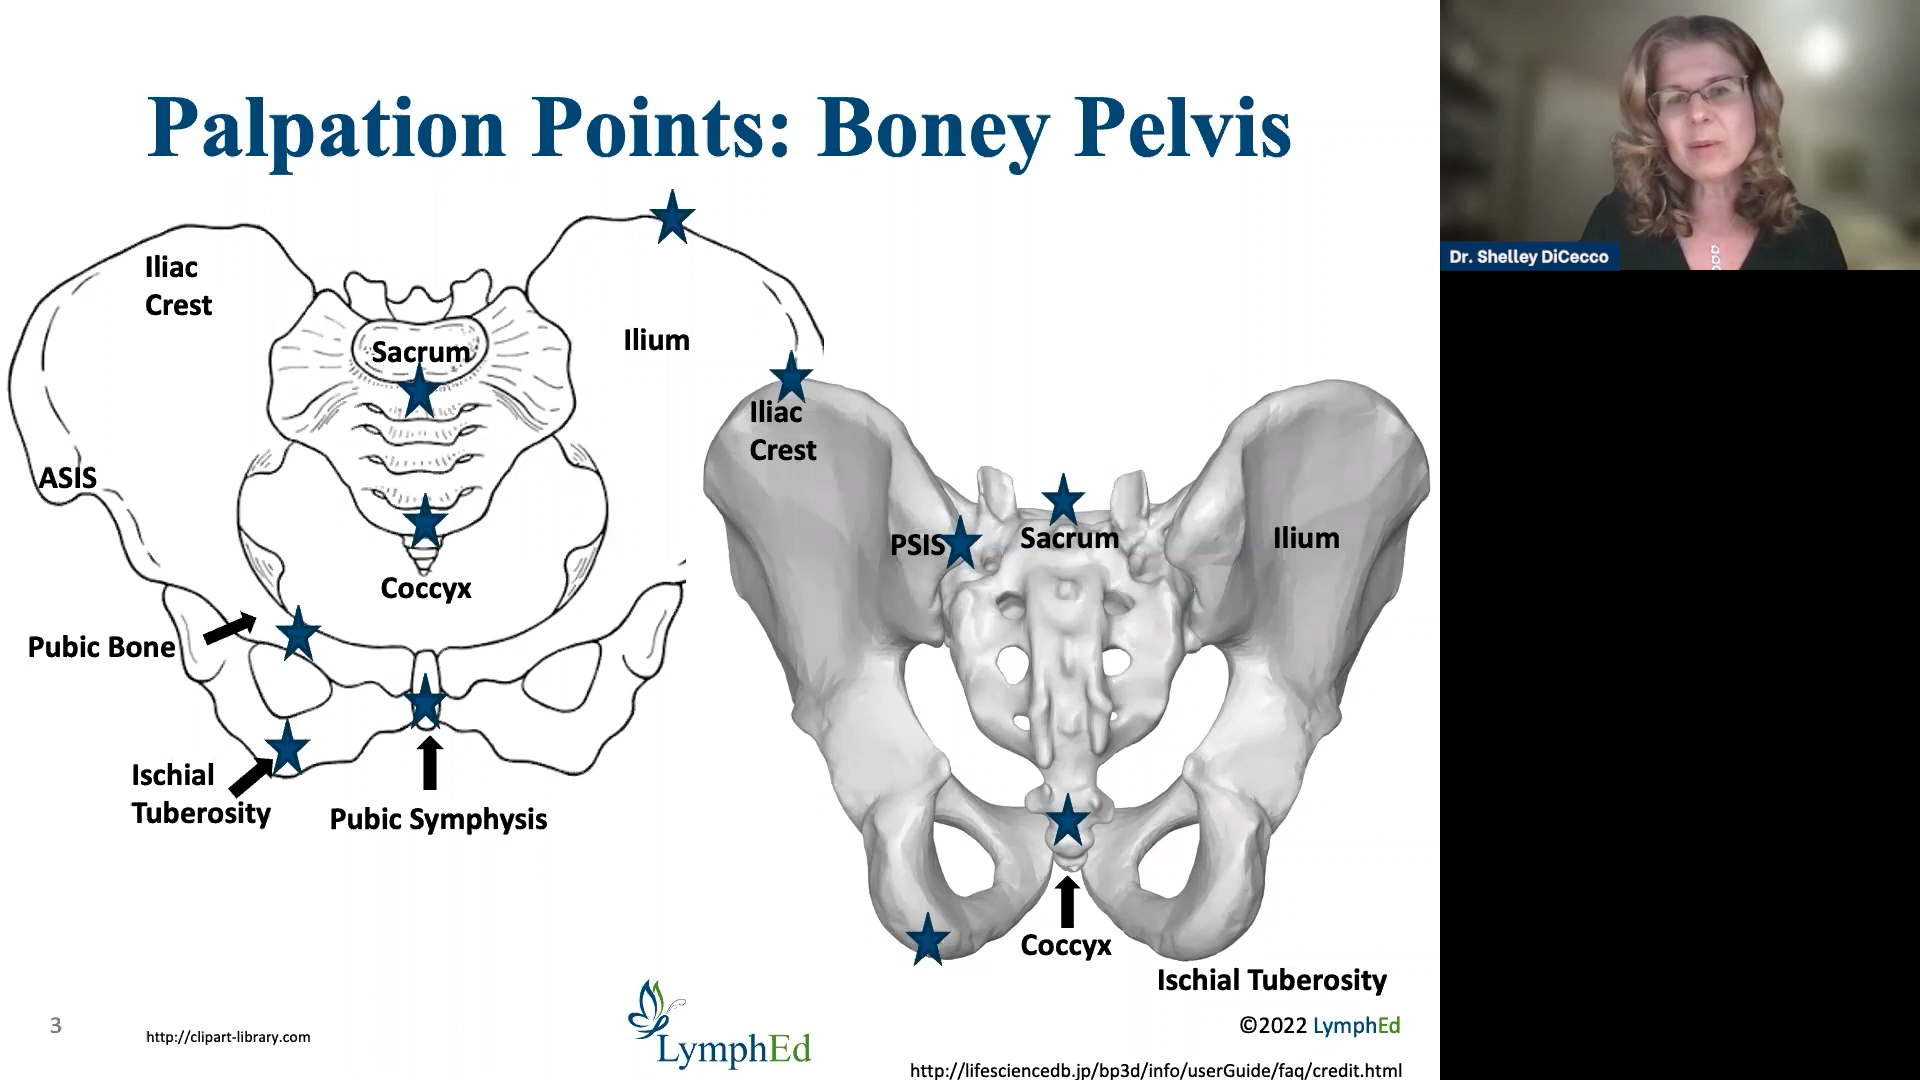 Palpation Points: Boney Pelvis
Iliac
Crest
Sacrum
Ilium
ASIS
Coccyx
Pubic Bone
Ischial
Tuberosity
Pubic Symphysis
Iliac
Crest
PSIS
Sacrum
Ilium
Coccyx
Ischial Tuberosity
3
http://clipart-library.com
LymphEd
©2022 LymphEd
http://lifesciencedb.jp/bp3d/info/userGuide/faq/credit.html
Dr. Shelley DiCecco